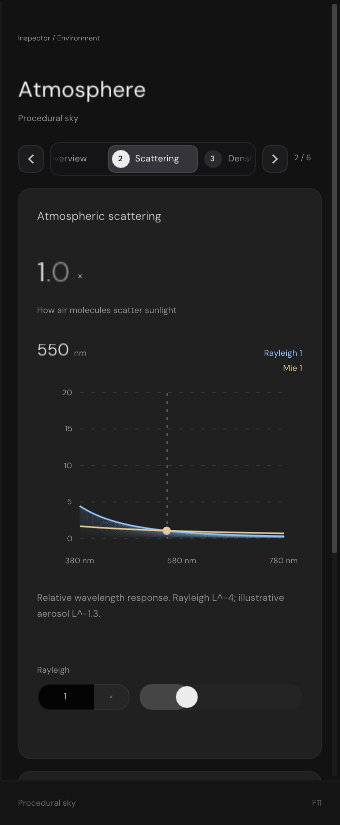 Inspector / Environment
Atmosphere
Procedural sky
verview 2 Scattering 3 Densi 2 / 6
Atmospheric scattering
1.0 ×
How air molecules scatter sunlight
550 nm
Rayleigh 1
Mie 1
20
15
10
5
0
380 nm 580 nm 780 nm
Relative wavelength response. Rayleigh L^-4; illustrative
aerosol L^-1.3.
Rayleigh
1
Procedural sky F11